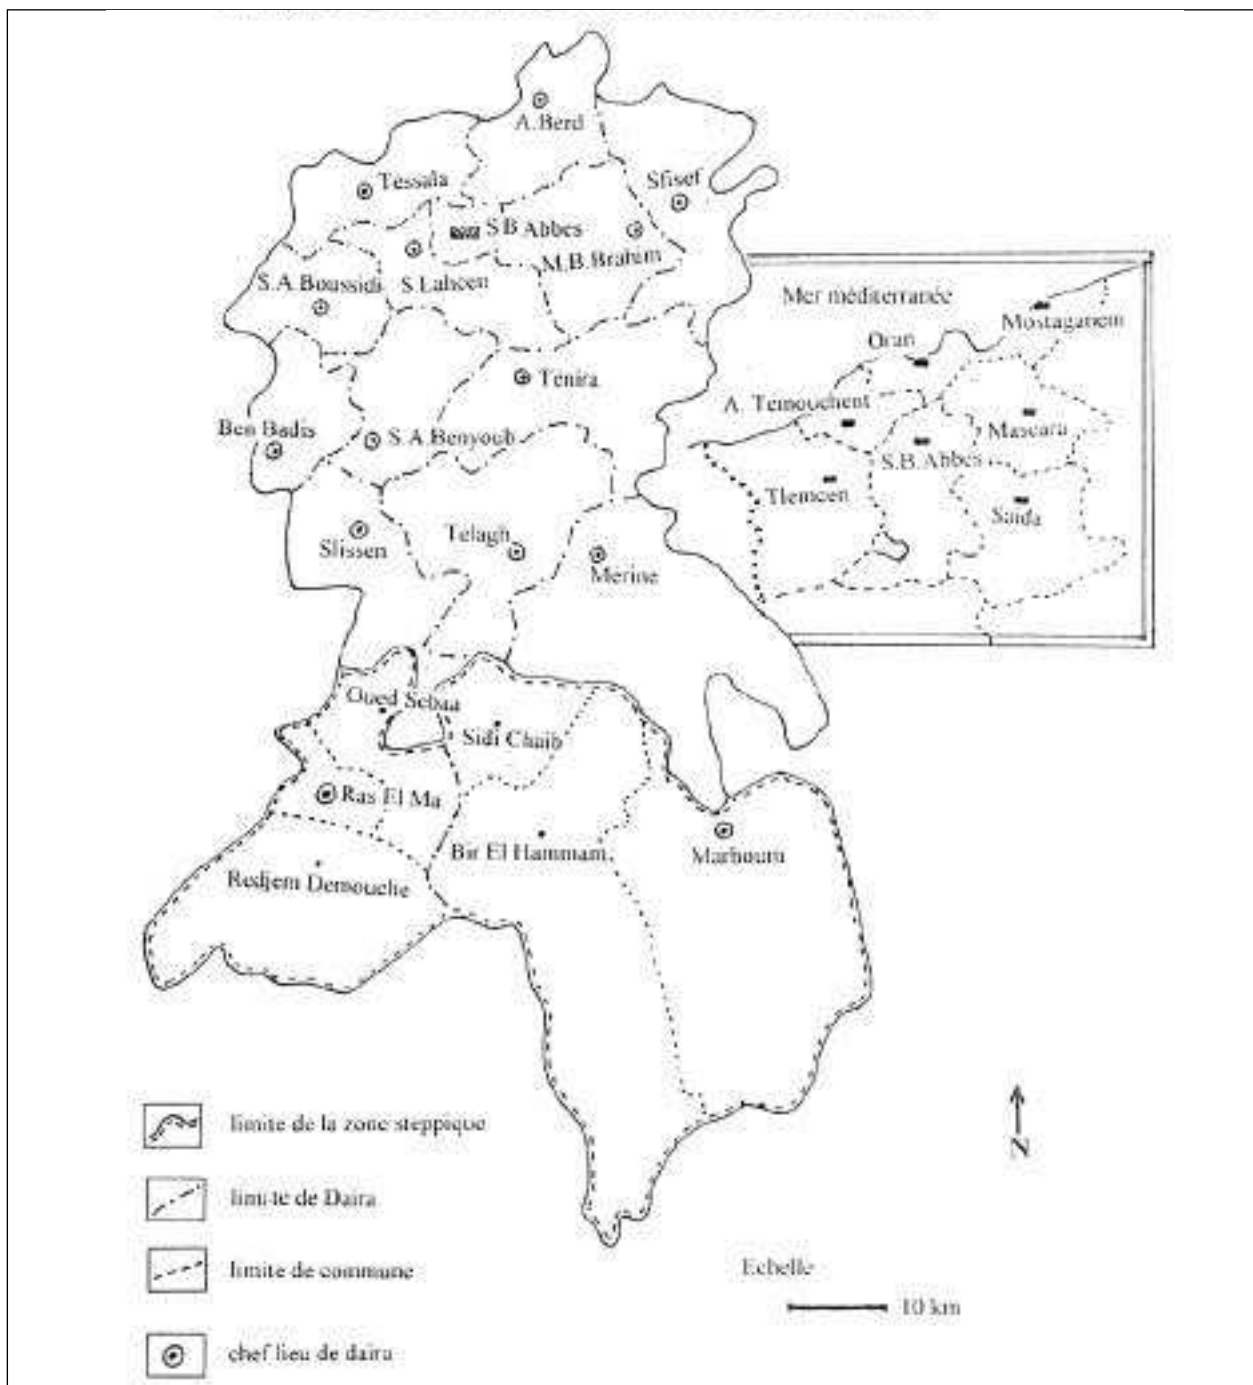 A.Berd
Tessala
Sfisef
S.B Abbes
M.B.Brahim
S.A.Boussidi
S.Lahcen
Tenira
Ben Badis
S.A.Benyoub
Slissen
Telagh
Merine
Oued Sebaa
Sidi Chaib
Ras El Ma
Bir El Hammam
Marhoum
Redjem Demouche
Mer méditerranée
Mostaganem
Oran
A. Temouchent
Mascara
S.B. Abbes
Tlemcen
Saida
limite de la zone steppique
limite de Daira
limite de commune
chef lieu de daira
N
Echelle
10 km